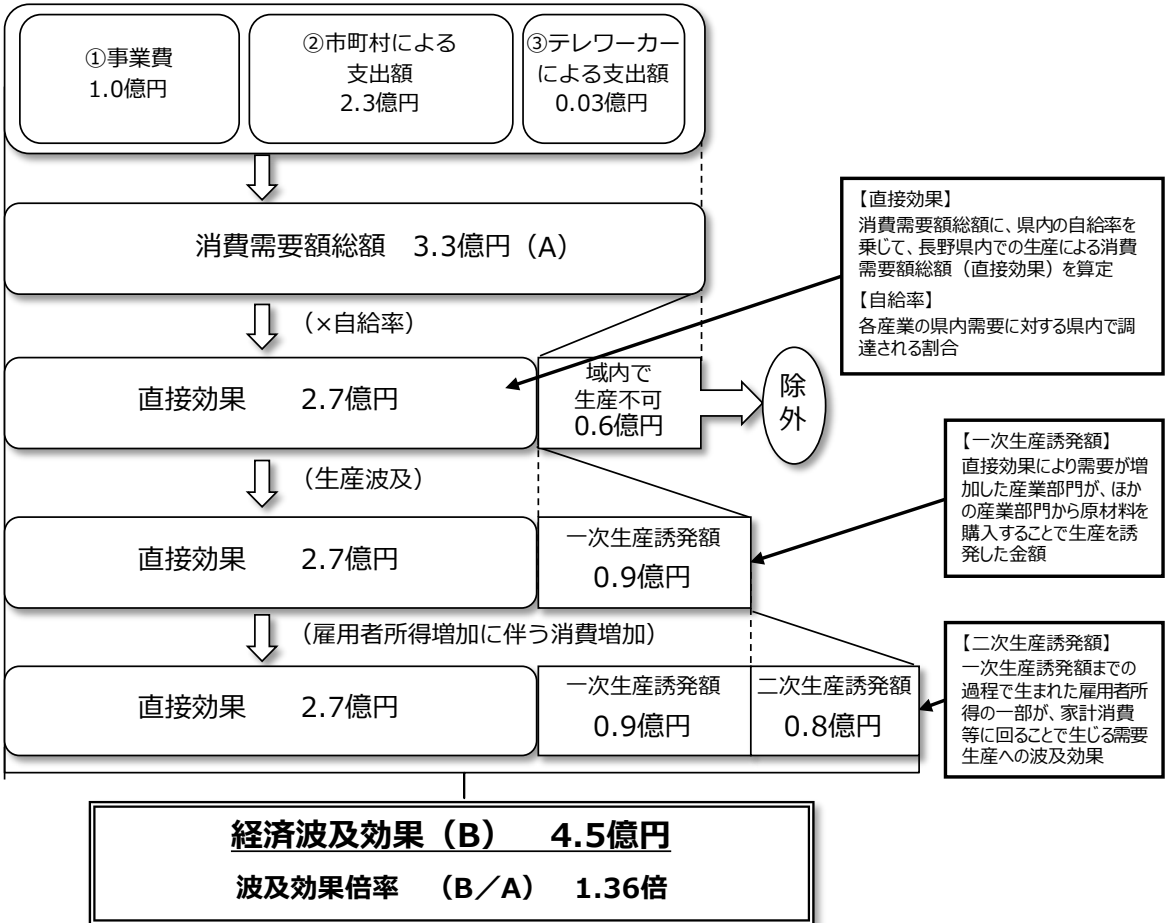 ①事業費
1.0億円
②市町村による
支出額
2.3億円
③テレワーカー
による支出額
0.03億円
消費需要額総額 3.3億円（A）
（×自給率）
直接効果 2.7億円
域内で
生産不可
0.6億円
除
外
（生産波及）
直接効果 2.7億円
一次生産誘発額
0.9億円
（雇用者所得増加に伴う消費増加）
直接効果 2.7億円
一次生産誘発額
0.9億円
二次生産誘発額
0.8億円
経済波及効果（B） 4.5億円
波及効果倍率 （B／A） 1.36倍
【直接効果】
消費需要額総額に、県内の自給率を
乗じて、長野県内での生産による消費
需要額総額（直接効果）を算定
【自給率】
各産業の県内需要に対する県内で調
達される割合
【一次生産誘発額】
直接効果により需要が増
加した産業部門が、ほか
の産業部門から原材料を
購入することで生産を誘
発した金額
【二次生産誘発額】
一次生産誘発額までの
過程で生まれた雇用者所
得の一部が、家計消費
等に回ることで生じる需要
生産への波及効果